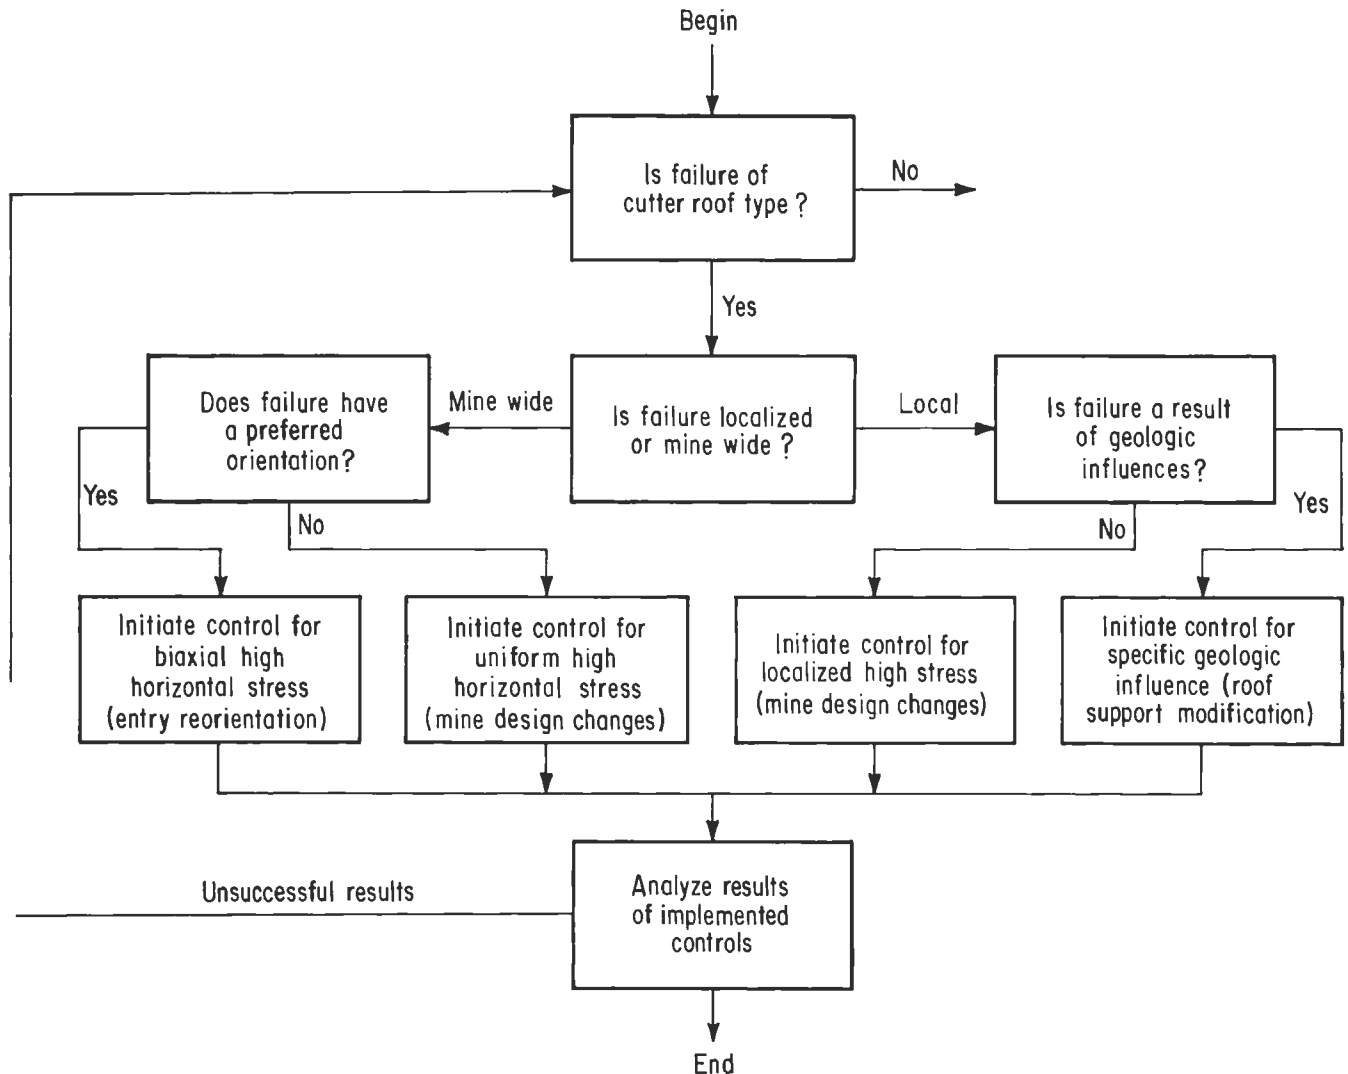 Begin
Is failure of
cutter roof type?
No
Yes
Does failure have
a preferred
orientation?
Mine wide
Is failure localized
or mine wide?
Local
Is failure a result
of geologic
influences?
Yes
No
No
Yes
Initiate control for
biaxial high
horizontal stress
(entry reorientation)
Initiate control for
uniform high
horizontal stress
(mine design changes)
Initiate control for
localized high stress
(mine design changes)
Initiate control for
specific geologic
influence (roof
support modification)
Unsuccessful results
Analyze results
of implemented
controls
End